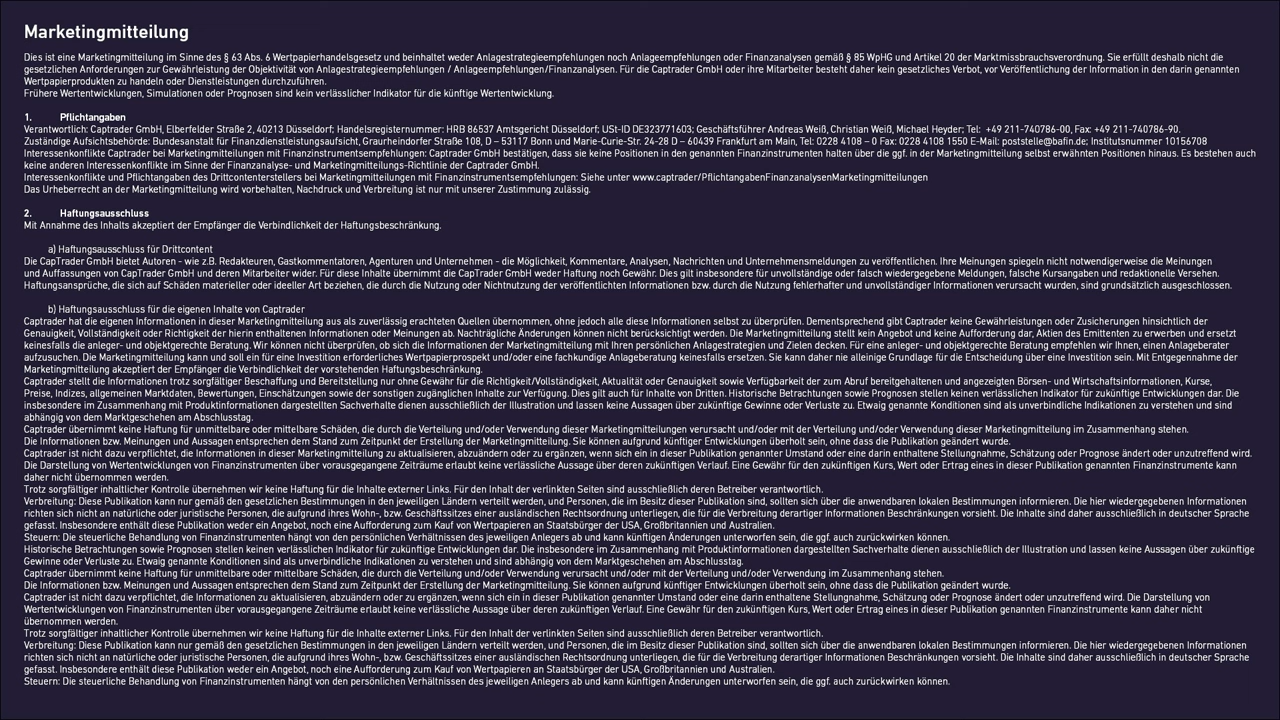 Marketingmitteilung
Dies ist eine Marketingmitteilung im Sinne des § 63 Abs. 6 Wertpapierhandelsgesetz und beinhaltet weder Anlagestrategieempfehlungen noch Anlageempfehlungen oder Finanzanalysen gemäß § 85 WpHG und Artikel 20 der Marktmissbrauchsverordnung. Sie erfüllt deshalb nicht die
gesetzlichen Anforderungen zur Gewährleistung der Objektivität von Anlagestrategieempfehlungen / Anlageempfehlungen/Finanzanalysen. Für die Captrader GmbH oder ihre Mitarbeiter besteht daher kein gesetzliches Verbot, vor Veröffentlichung der Information in den darin genannten
Wertpapierprodukten zu handeln oder Dienstleistungen durchzuführen.
Frühere Wertentwicklungen, Simulationen oder Prognosen sind kein verlässlicher Indikator für die künftige Wertentwicklung.
1. Pflichtangaben
Verantwortlich: Captrader GmbH, Elberfelder Straße 2, 40213 Düsseldorf; Handelsregisternummer: HRB 86537 Amtsgericht Düsseldorf; USt-ID DE323771603; Geschäftsführer Andreas Weiß, Christian Weiß, Michael Heyder; Tel: +49 211-740786-00, Fax: +49 211-740786-90.
Zuständige Aufsichtsbehörde: Bundesanstalt für Finanzdienstleistungsaufsicht, Graurheindorfer Straße 108, D – 53117 Bonn und Marie-Curie-Str. 24-28 D – 60439 Frankfurt am Main, Tel: 0228 4108 – 0 Fax: 0228 4108 1550 E-Mail: poststelle@bafin.de; Institutsnummer 10156708
Interessenkonflikte Captrader bei Marketingmitteilungen mit Finanzinstrumentsempfehlungen: Captrader GmbH bestätigen, dass sie keine Positionen in den genannten Finanzinstrumenten halten über die ggf. in der Marketingmitteilung selbst erwähnten Positionen hinaus. Es bestehen auch
keine anderen Interessenkonflikte im Sinne der Finanzanalyse- und Marketingmitteilungs-Richtlinie der Captrader GmbH.
Interessenkonflikte und Pflichtangaben des Drittcontenterstellers bei Marketingmitteilungen mit Finanzinstrumentsempfehlungen: Siehe unter www.captrader/PflichtangabenFinanzanalysenMarketingmitteilungen
Das Urheberrecht an der Marketingmitteilung wird vorbehalten, Nachdruck und Verbreitung ist nur mit unserer Zustimmung zulässig.
2. Haftungsausschluss
Mit Annahme des Inhalts akzeptiert der Empfänger die Verbindlichkeit der Haftungsbeschränkung.
a) Haftungsausschluss für Drittcontent
Die CapTrader GmbH bietet Autoren - wie z.B. Redakteuren, Gastkommentatoren, Agenturen und Unternehmen - die Möglichkeit, Kommentare, Analysen, Nachrichten und Unternehmensmeldungen zu veröffentlichen. Ihre Meinungen spiegeln nicht notwendigerweise die Meinungen
und Auffassungen von CapTrader GmbH und deren Mitarbeiter wider. Für diese Inhalte übernimmt die CapTrader GmbH weder Haftung noch Gewähr. Dies gilt insbesondere für unvollständige oder falsch wiedergegebene Meldungen, falsche Kursangaben und redaktionelle Versehen.
Haftungsansprüche, die sich auf Schäden materieller oder ideeller Art beziehen, die durch die Nutzung oder Nichtnutzung der veröffentlichten Informationen bzw. durch die Nutzung fehlerhafter und unvollständiger Informationen verursacht wurden, sind grundsätzlich ausgeschlossen.
b) Haftungsausschluss für die eigenen Inhalte von Captrader
Captrader hat die eigenen Informationen in dieser Marketingmitteilung aus als zuverlässig erachteten Quellen übernommen, ohne jedoch alle diese Informationen selbst zu überprüfen. Dementsprechend gibt Captrader keine Gewährleistungen oder Zusicherungen hinsichtlich der
Genauigkeit, Vollständigkeit oder Richtigkeit der hierin enthaltenen Informationen oder Meinungen ab. Nachträgliche Änderungen können nicht berücksichtigt werden. Die Marketingmitteilung stellt kein Angebot und keine Aufforderung dar, Aktien des Emittenten zu erwerben und ersetzt
keinesfalls die anleger- und objektgerechte Beratung. Wir können nicht überprüfen, ob sich die Informationen der Marketingmitteilung mit Ihren persönlichen Anlagestrategien und Zielen decken. Für eine anleger- und objektgerechte Beratung empfehlen wir Ihnen, einen Anlageberater
aufzusuchen. Die Marketingmitteilung kann und soll ein für eine Investition erforderliches Wertpapierprospekt und/oder eine fachkundige Anlageberatung keinesfalls ersetzen. Sie kann daher nie alleinige Grundlage für die Entscheidung über eine Investition sein. Mit Entgegennahme der
Marketingmitteilung akzeptiert der Empfänger die Verbindlichkeit der vorstehenden Haftungsbeschränkung.
Captrader stellt die Informationen trotz sorgfältiger Beschaffung und Bereitstellung nur ohne Gewähr für die Richtigkeit/Vollständigkeit, Aktualität oder Genauigkeit sowie Verfügbarkeit der zum Abruf bereitgehaltenen und angezeigten Börsen- und Wirtschaftsinformationen, Kurse,
Preise, Indizes, allgemeinen Marktdaten, Bewertungen, Einschätzungen sowie der sonstigen zugänglichen Inhalte zur Verfügung. Dies gilt auch für Inhalte von Dritten. Historische Betrachtungen sowie Prognosen stellen keinen verlässlichen Indikator für zukünftige Entwicklungen dar. Die
insbesondere im Zusammenhang mit Produktinformationen dargestellten Sachverhalte dienen ausschließlich der Illustration und lassen keine Aussagen über zukünftige Gewinne oder Verluste zu. Etwaig genannte Konditionen sind als unverbindliche Indikationen zu verstehen und sind
abhängig von dem Marktgeschehen am Abschlusstag.
Captrader übernimmt keine Haftung für unmittelbare oder mittelbare Schäden, die durch die Verteilung und/oder Verwendung dieser Marketingmitteilungen verursacht und/oder mit der Verteilung und/oder Verwendung dieser Marketingmitteilung im Zusammenhang stehen.
Die Informationen bzw. Meinungen und Aussagen entsprechen dem Stand zum Zeitpunkt der Erstellung der Marketingmitteilung. Sie können aufgrund künftiger Entwicklungen überholt sein, ohne dass die Publikation geändert wurde.
Captrader ist nicht dazu verpflichtet, die Informationen in dieser Marketingmitteilung zu aktualisieren, abzuändern oder zu ergänzen, wenn sich ein in dieser Publikation genannter Umstand oder eine darin enthaltene Stellungnahme, Schätzung oder Prognose ändert oder unzutreffend wird.
Die Darstellung von Wertentwicklungen von Finanzinstrumenten über vorausgegangene Zeiträume erlaubt keine verlässliche Aussage über deren zukünftigen Verlauf. Eine Gewähr für den zukünftigen Kurs, Wert oder Ertrag eines in dieser Publikation genannten Finanzinstruments kann
daher nicht übernommen werden.
Trotz sorgfältiger inhaltlicher Kontrolle übernehmen wir keine Haftung für die Inhalte externer Links. Für den Inhalt der verlinkten Seiten sind ausschließlich deren Betreiber verantwortlich.
Verbreitung: Diese Publikation kann nur gemäß den gesetzlichen Bestimmungen in den jeweiligen Ländern verteilt werden, und Personen, die im Besitz dieser Publikation sind, sollten sich über die anwendbaren lokalen Bestimmungen informieren. Die hier wiedergegebenen Informationen
richten sich nicht an natürliche oder juristische Personen, die aufgrund ihres Wohn-, bzw. Geschäftssitzes einer ausländischen Rechtsordnung unterliegen, die für die Verbreitung derartiger Informationen Beschränkungen vorsieht. Die Inhalte sind daher ausschließlich in deutscher Sprache
gefasst. Insbesondere enthält diese Publikation weder ein Angebot, noch eine Aufforderung zum Kauf von Wertpapieren an Staatsbürger der USA, Großbritannien und Australien.
Steuern: Die steuerliche Behandlung von Finanzinstrumenten hängt von den persönlichen Verhältnissen des jeweiligen Anlegers ab und kann künftigen Änderungen unterworfen sein, die ggf. auch zurückwirken können.
Historische Betrachtungen sowie Prognosen stellen keinen verlässlichen Indikator für zukünftige Entwicklungen dar. Die insbesondere im Zusammenhang mit Produktinformationen dargestellten Sachverhalte dienen ausschließlich der Illustration und lassen keine Aussagen über zukünftige
Gewinne oder Verluste zu. Etwaig genannte Konditionen sind als unverbindliche Indikationen zu verstehen und sind abhängig von dem Marktgeschehen am Abschlusstag.
Captrader übernimmt keine Haftung für unmittelbare oder mittelbare Schäden, die durch die Verteilung und/oder Verwendung verursacht und/oder mit der Verteilung und/oder Verwendung im Zusammenhang stehen.
Die Informationen bzw. Meinungen und Aussagen entsprechen dem Stand zum Zeitpunkt der Erstellung der Marketingmitteilung. Sie können aufgrund künftiger Entwicklungen überholt sein, ohne dass die Publikation geändert wurde.
Captrader ist nicht dazu verpflichtet, die Informationen zu aktualisieren, abzuändern oder zu ergänzen, wenn sich ein in dieser Publikation genannter Umstand oder eine darin enthaltene Stellungnahme, Schätzung oder Prognose ändert oder unzutreffend wird. Die Darstellung von
Wertentwicklungen von Finanzinstrumenten über vorausgegangene Zeiträume erlaubt keine verlässliche Aussage über deren zukünftigen Verlauf. Eine Gewähr für den zukünftigen Kurs, Wert oder Ertrag eines in dieser Publikation genannten Finanzinstruments kann daher nicht
übernommen werden.
Trotz sorgfältiger inhaltlicher Kontrolle übernehmen wir keine Haftung für die Inhalte externer Links. Für den Inhalt der verlinkten Seiten sind ausschließlich deren Betreiber verantwortlich.
Verbreitung: Diese Publikation kann nur gemäß den gesetzlichen Bestimmungen in den jeweiligen Ländern verteilt werden, und Personen, die im Besitz dieser Publikation sind, sollten sich über die anwendbaren lokalen Bestimmungen informieren. Die hier wiedergegebenen Informationen
richten sich nicht an natürliche oder juristische Personen, die aufgrund ihres Wohn-, bzw. Geschäftssitzes einer ausländischen Rechtsordnung unterliegen, die für die Verbreitung derartiger Informationen Beschränkungen vorsieht. Die Inhalte sind daher ausschließlich in deutscher Sprache
gefasst. Insbesondere enthält diese Publikation weder ein Angebot, noch eine Aufforderung zum Kauf von Wertpapieren an Staatsbürger der USA, Großbritannien und Australien.
Steuern: Die steuerliche Behandlung von Finanzinstrumenten hängt von den persönlichen Verhältnissen des jeweiligen Anlegers ab und kann künftigen Änderungen unterworfen sein, die ggf. auch zurückwirken können.